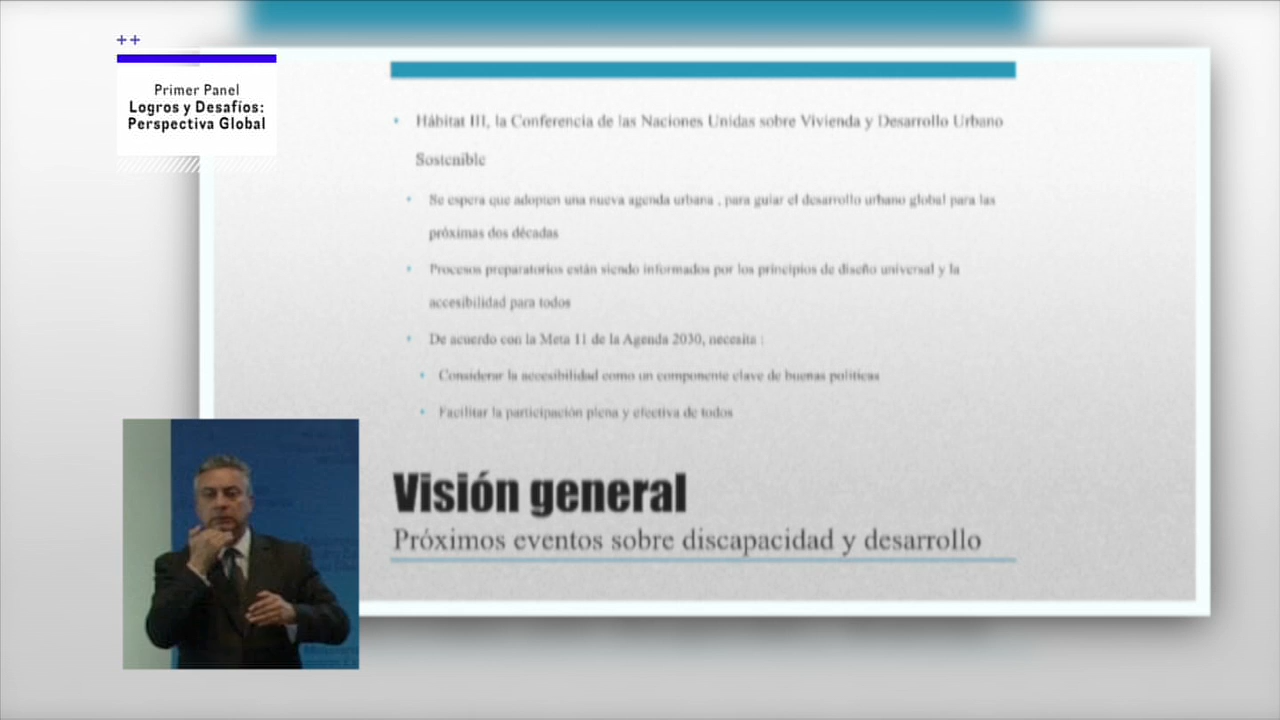 ++
Primer Panel
Logros y Desafíos:
Perspectiva Global
• Hábitat III, la Conferencia de las Naciones Unidas sobre Vivienda y Desarrollo Urbano
Sostenible
• Se espera que adopten una nueva agenda urbana , para guiar el desarrollo urbano global para las
próximas dos décadas
• Procesos preparatorios están siendo informados por los principios de diseño universal y la
accesibilidad para todos
• De acuerdo con la Meta 11 de la Agenda 2030, necesita :
• Considerar la accesibilidad como un componente clave de buenas políticas
• Facilitar la participación plena y efectiva de todos
Visión general
Próximos eventos sobre discapacidad y desarrollo